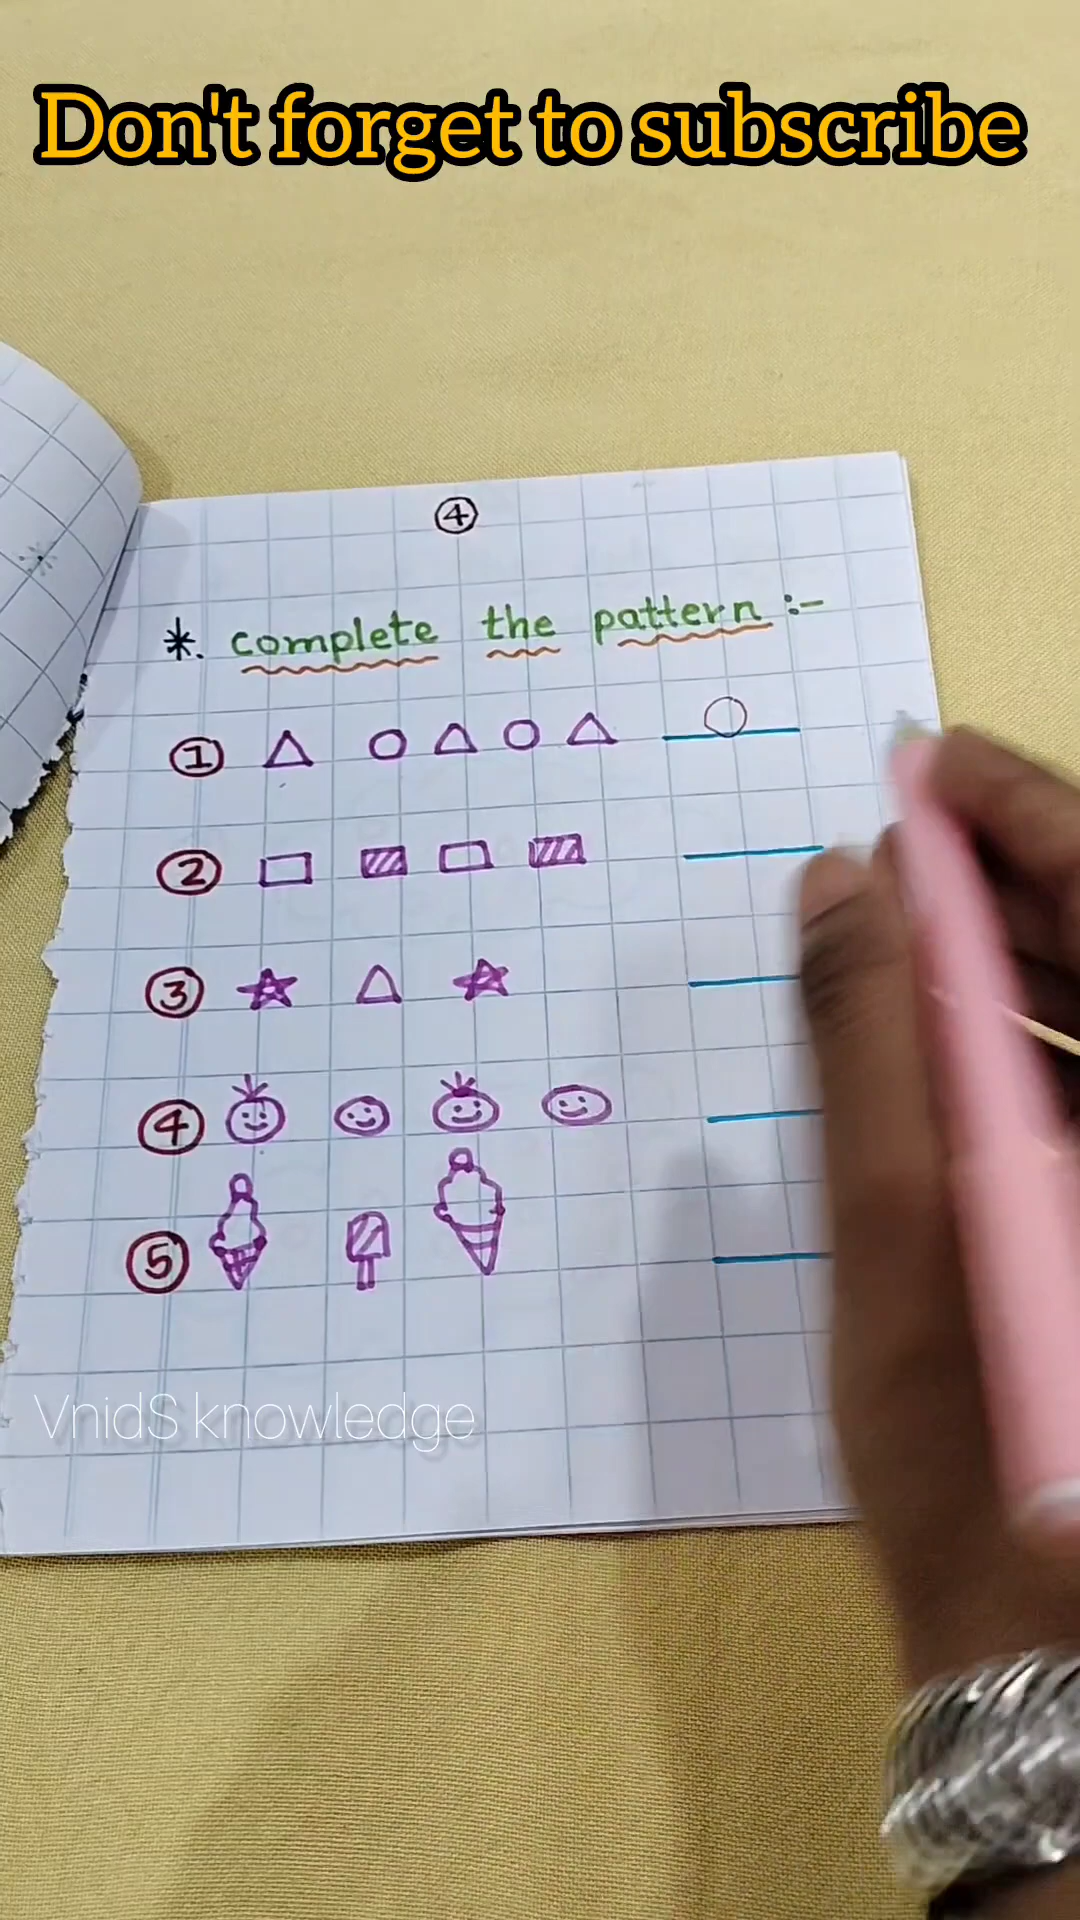 Don't forget to subscribe
④
*. complete the pattern :-
①
②
③
④
⑤
VnidS knowledge